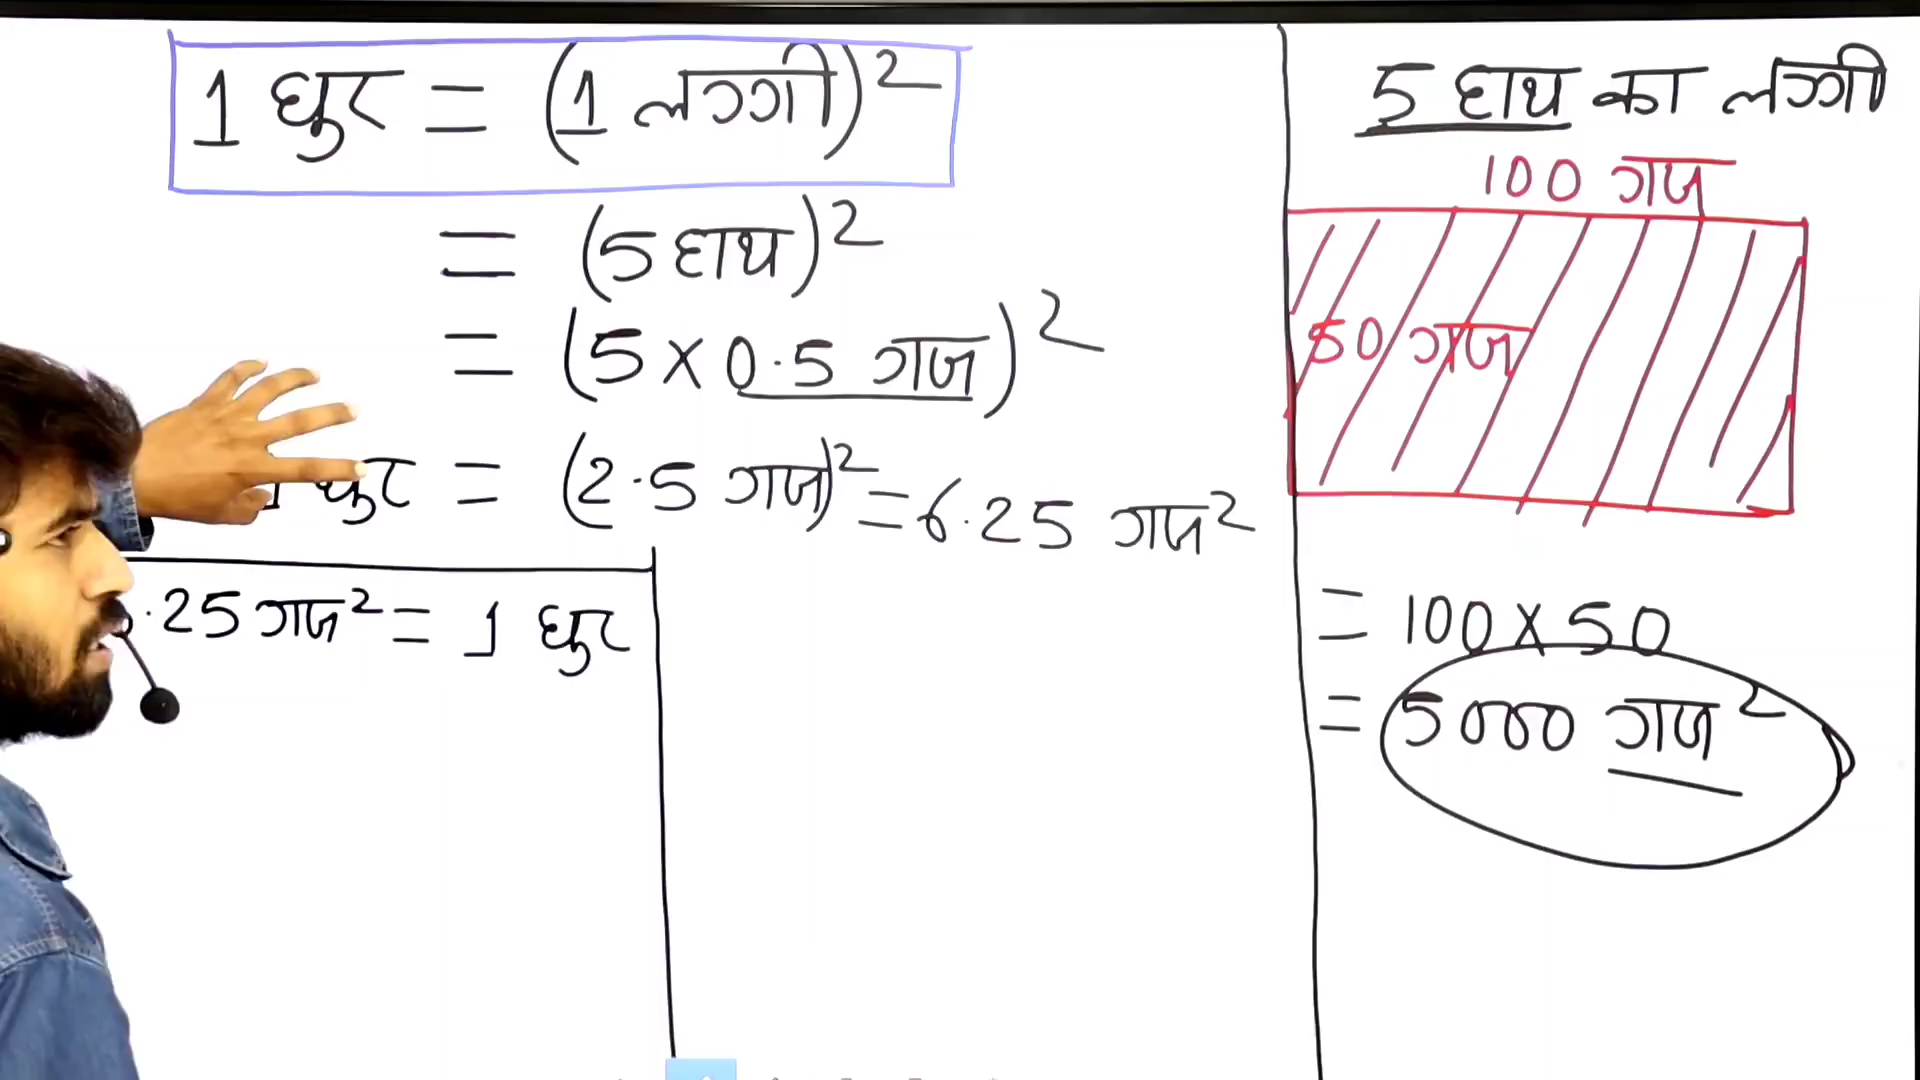 1 धुर = (1 लग्गी)²
= (5 हाथ)²
= (5 × 0.5 गज)²
1 धुर = (2.5 गज)² = 6.25 गज²
.25 गज² = 1 धुर
5 हाथ का लग्गी
100 गज
50 गज
= 100 × 50
= 5000 गज²